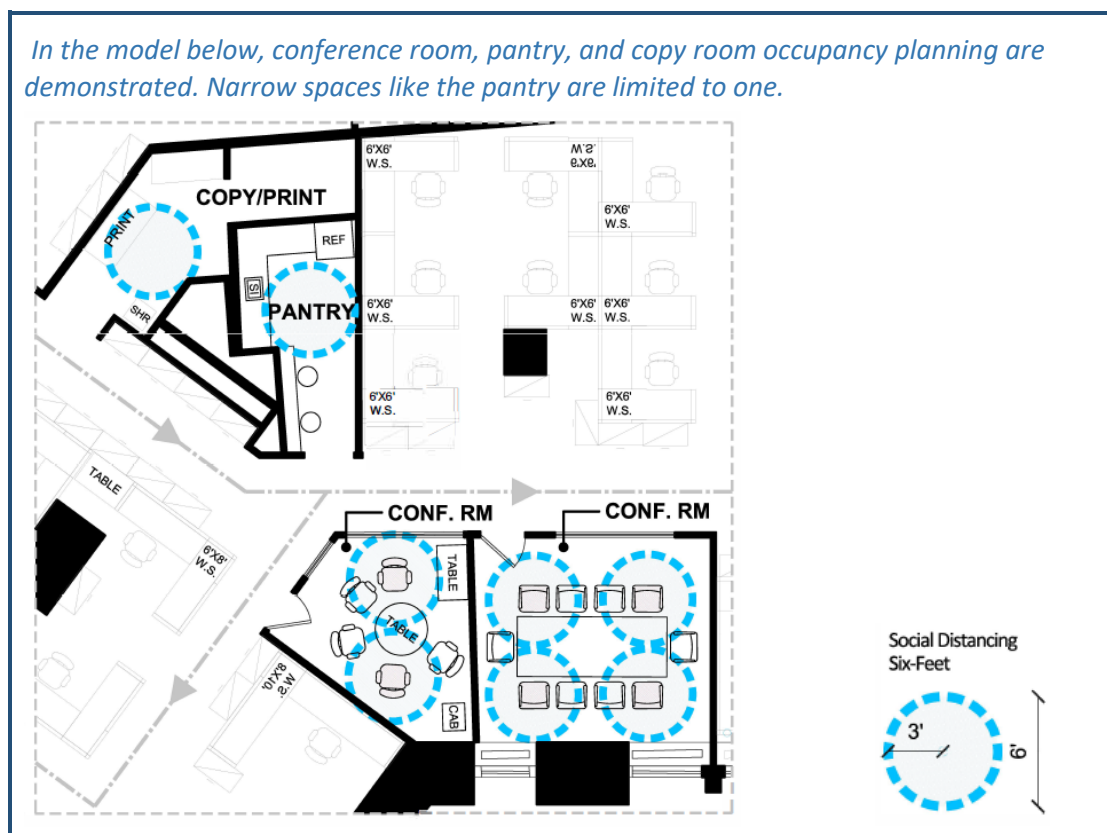 In the model below, conference room, pantry, and copy room occupancy planning are
demonstrated. Narrow spaces like the pantry are limited to one.
6'X6'
W.S.
6'X6'
W.S.
COPY/PRINT
PRINT
6'X6'
W.S.
REF
SI
PANTRY
SHR
6'X6'
W.S.
6'X6'
W.S.
6'X6'
W.S.
6'X6'
W.S.
6'X6'
W.S.
TABLE
6'X8'
W.S.
CONF. RM
CONF. RM
TABLE
TABLE
8'X10'
W.S.
CAB
Social Distancing
Six-Feet
3'
6'